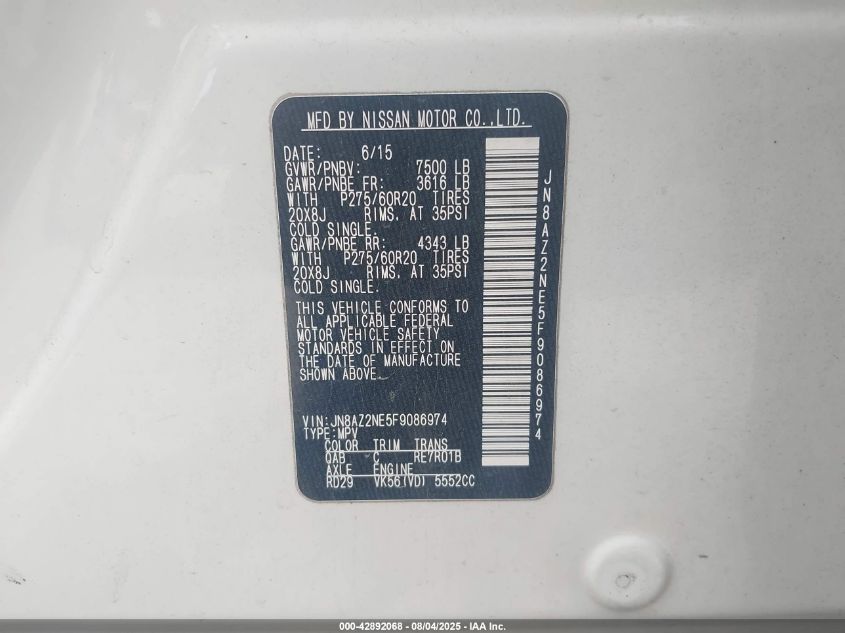 MFD BY NISSAN MOTOR CO.,LTD.
DATE: 6/15
GVWR/PNBV: 7500 LB
GAWR/PNBE FR: 3616 LB
WITH P275/60R20 TIRES
20X8J RIMS. AT 35PSI
COLD SINGLE.
GAWR/PNBE RR: 4343 LB
WITH P275/60R20 TIRES
20X8J RIMS. AT 35PSI
COLD SINGLE.
THIS VEHICLE CONFORMS TO
ALL APPLICABLE FEDERAL
MOTOR VEHICLE SAFETY
STANDARDS IN EFFECT ON
THE DATE OF MANUFACTURE
SHOWN ABOVE.
VIN:JN8AZ2NE5F9086974
TYPE:MPV
COLOR TRIM TRANS
QAB C RE7R01B
AXLE ENGINE
RD29 VK56(VD) 5552CC
JN8AZ2NE5F9086974
000-42892068 - 08/04/2025 - IAA Inc.